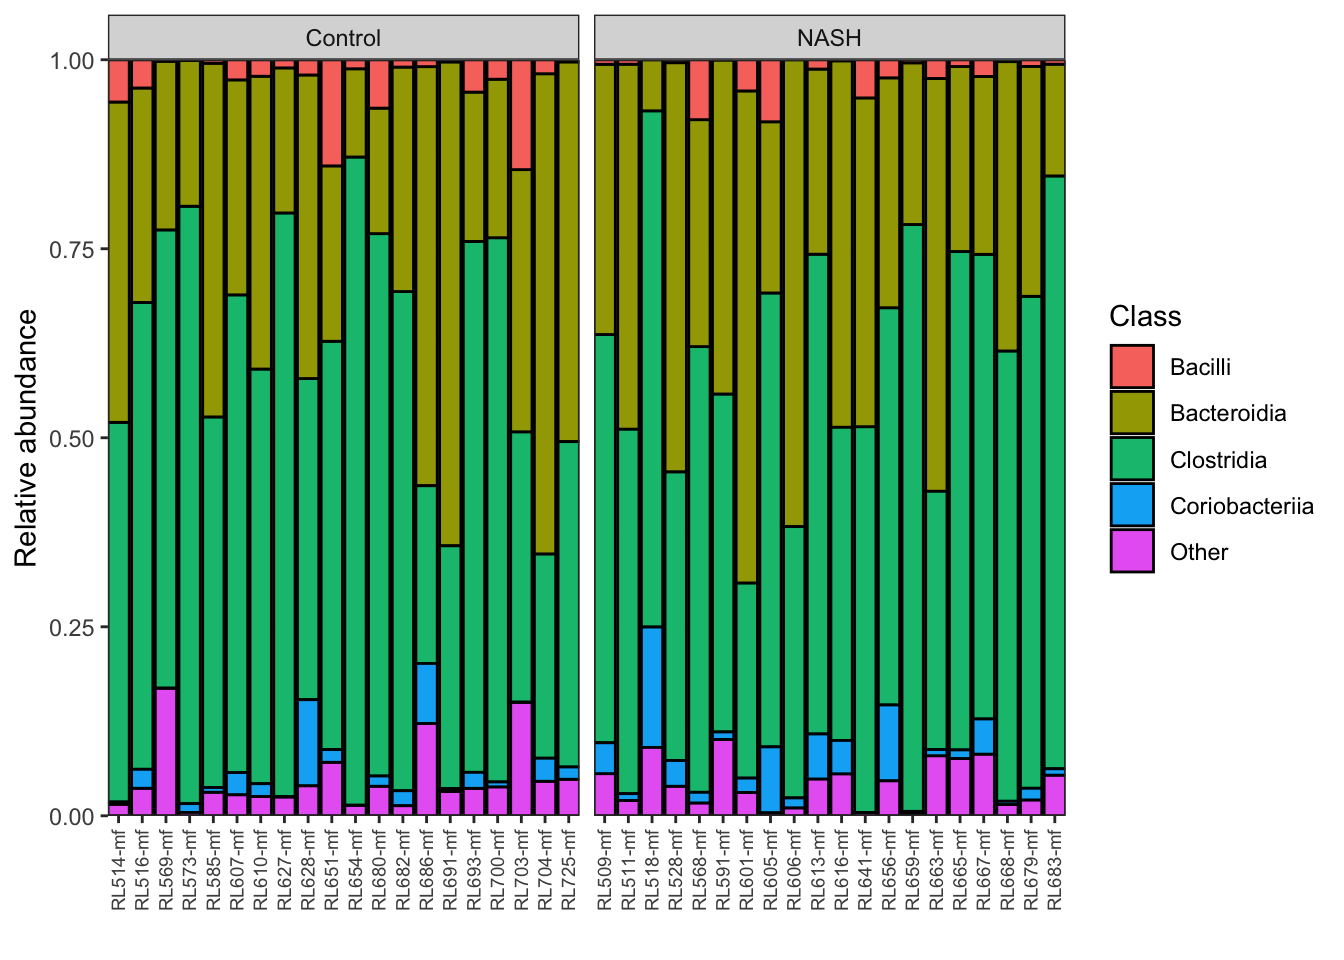 Control
NASH
Relative abundance
1.00
0.75
0.50
0.25
0.00
RL514-mf
RL516-mf
RL569-mf
RL573-mf
RL585-mf
RL607-mf
RL610-mf
RL627-mf
RL628-mf
RL651-mf
RL654-mf
RL680-mf
RL682-mf
RL686-mf
RL691-mf
RL693-mf
RL700-mf
RL703-mf
RL704-mf
RL725-mf
RL509-mf
RL511-mf
RL518-mf
RL528-mf
RL568-mf
RL591-mf
RL601-mf
RL605-mf
RL606-mf
RL613-mf
RL616-mf
RL641-mf
RL656-mf
RL659-mf
RL663-mf
RL665-mf
RL667-mf
RL668-mf
RL679-mf
RL683-mf
Class
Bacilli
Bacteroidia
Clostridia
Coriobacteriia
Other